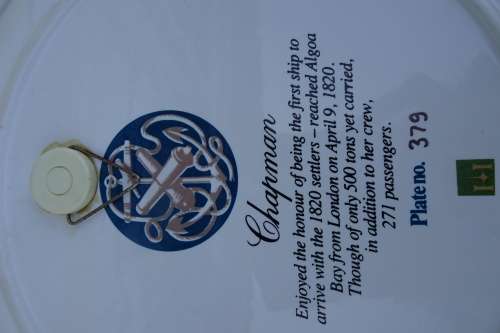 Chapman
Enjoyed the honour of being the first ship to
arrive with the 1820 settlers – reached Algoa
Bay from London on April 9, 1820.
Though of only 500 tons yet carried,
in addition to her crew,
271 passengers.
Plate no. 379